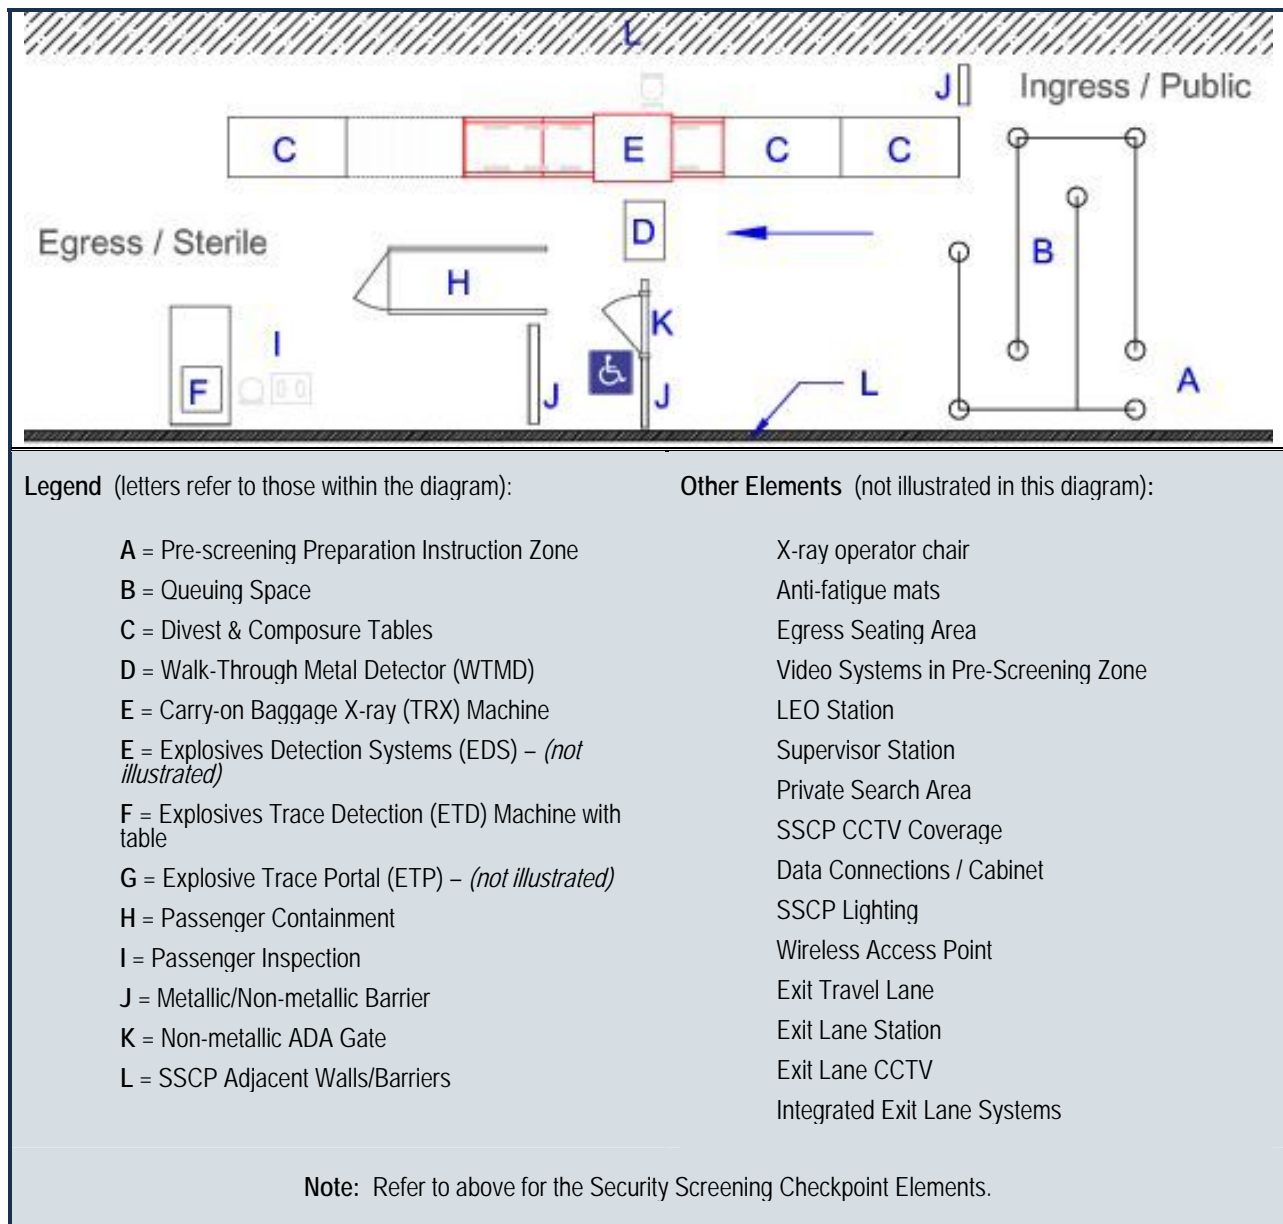 L
J
Ingress / Public
C
E
C
C
D
B
Egress / Sterile
H
K
I
F
J
J
L
A
Legend (letters refer to those within the diagram):
A = Pre-screening Preparation Instruction Zone
B = Queuing Space
C = Divest & Composure Tables
D = Walk-Through Metal Detector (WTMD)
E = Carry-on Baggage X-ray (TRX) Machine
E = Explosives Detection Systems (EDS) – (not
illustrated)
F = Explosives Trace Detection (ETD) Machine with
table
G = Explosive Trace Portal (ETP) – (not illustrated)
H = Passenger Containment
I = Passenger Inspection
J = Metallic/Non-metallic Barrier
K = Non-metallic ADA Gate
L = SSCP Adjacent Walls/Barriers
Other Elements (not illustrated in this diagram):
X-ray operator chair
Anti-fatigue mats
Egress Seating Area
Video Systems in Pre-Screening Zone
LEO Station
Supervisor Station
Private Search Area
SSCP CCTV Coverage
Data Connections / Cabinet
SSCP Lighting
Wireless Access Point
Exit Travel Lane
Exit Lane Station
Exit Lane CCTV
Integrated Exit Lane Systems
Note: Refer to above for the Security Screening Checkpoint Elements.